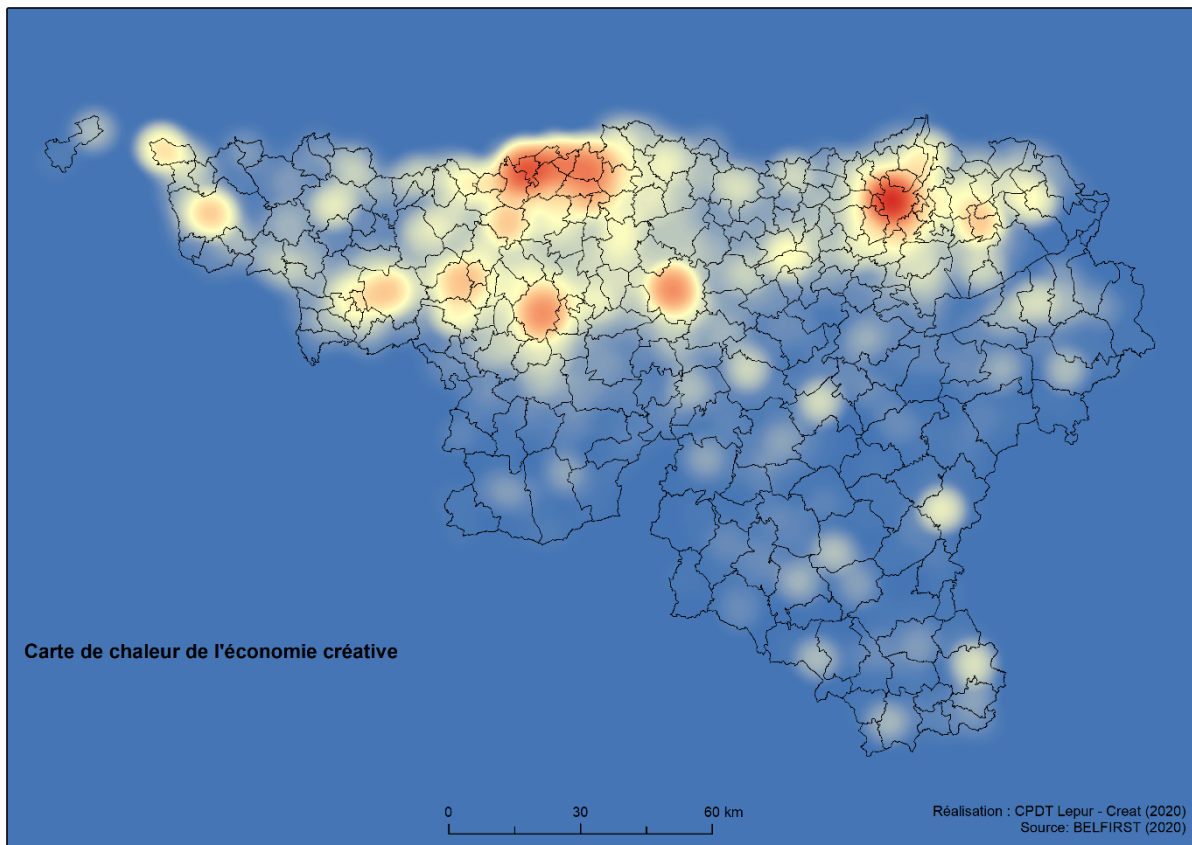 Carte de chaleur de l'économie créative
0 30 60 km
Réalisation : CPDT Lepur - Creat (2020)
Source: BELFIRST (2020)